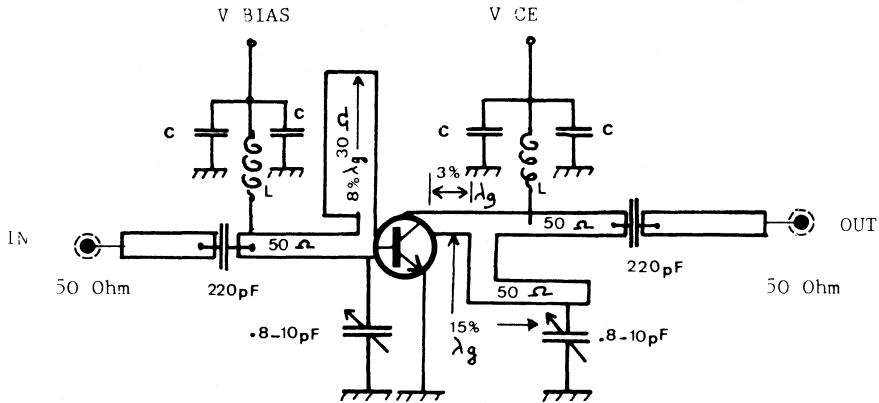 V BIAS
V CE
C
C
L
30 Ω
8% λg
C
C
L
3%
λg
IN
50 Ω
50 Ω
OUT
50 Ohm
220pF
220pF
50 Ohm
50 Ω
.8-10pF
15%
λg
.8-10pF